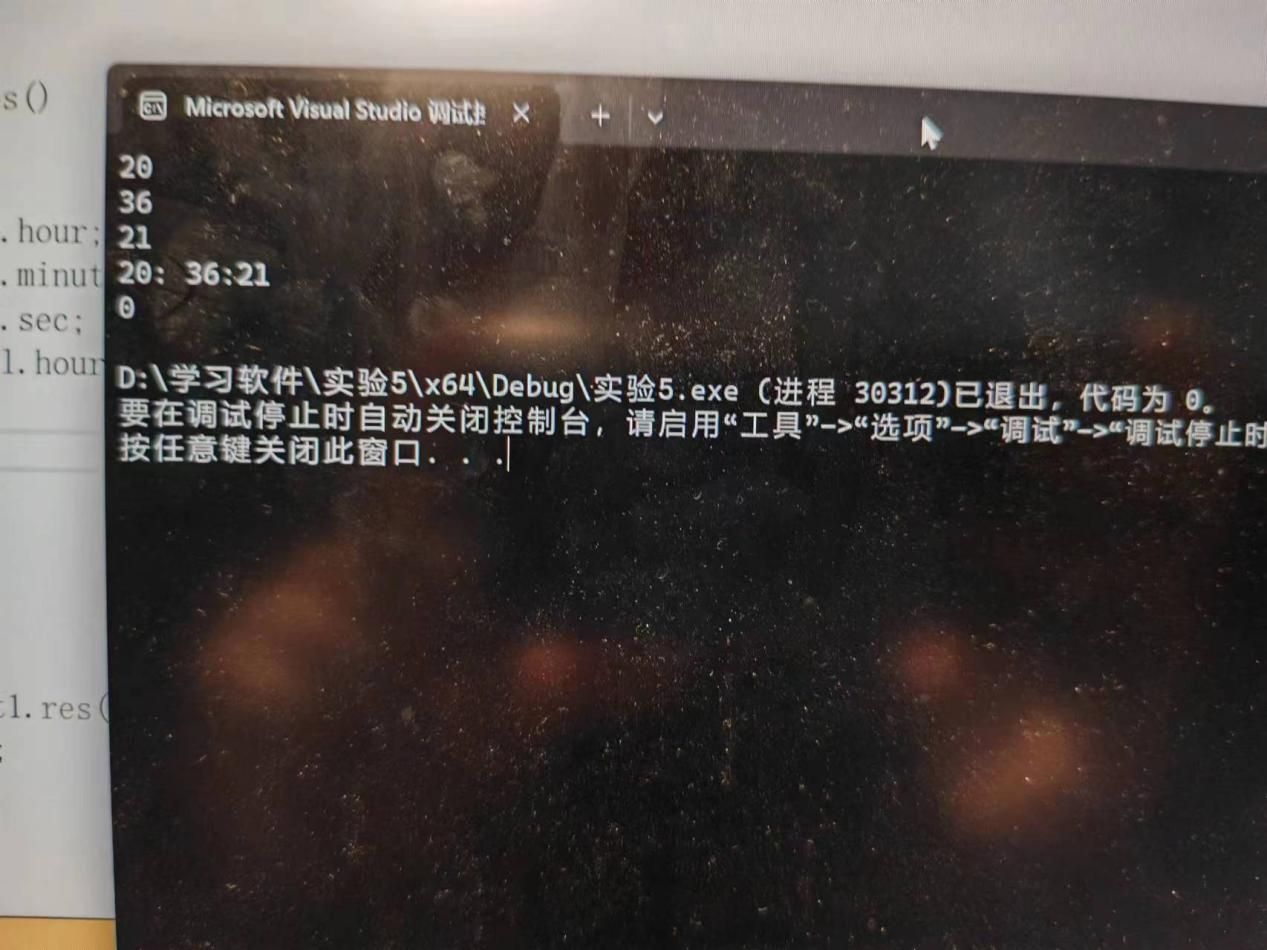 s()
.hour;
.minut
.sec;
1.hour
1.res(
;
Microsoft Visual Studio 调试
20
36
21
20: 36:21
0
D:\学习软件\实验5\x64\Debug\实验5.exe (进程 30312)已退出，代码为 0。
要在调试停止时自动关闭控制台，请启用“工具”->“选项”->“调试”->“调试停止时
按任意键关闭此窗口. . .